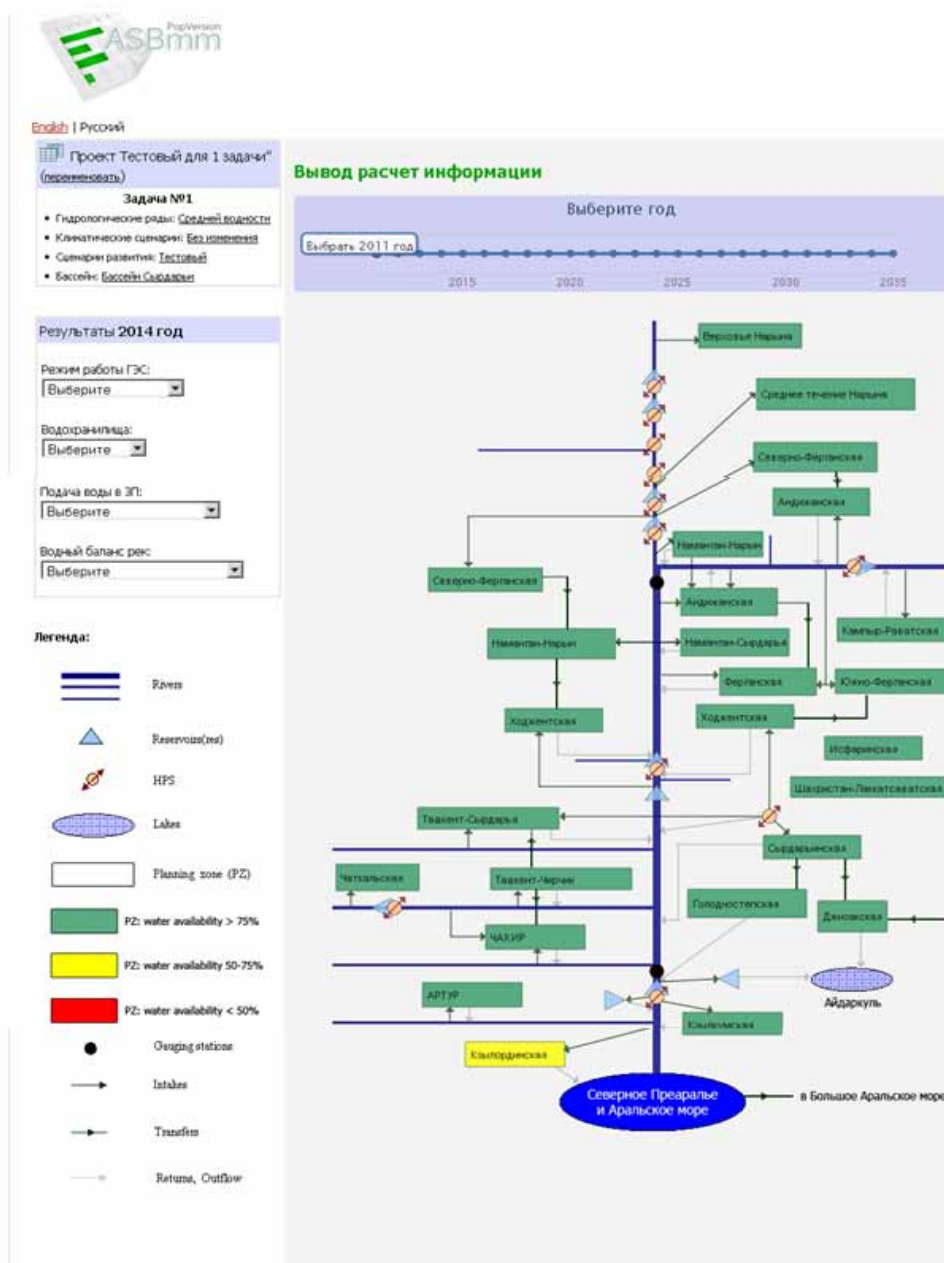 PopVersion
ASBmm
English | Русский
Проект Тестовый для 1 задачи"
(переименовать)
Задача №1
• Гидрологические ряды: Средней водности
• Климатические сценарии: Без изменения
• Сценарии развития: Тестовый
• Бассейн: Бассейн Сырдарьи
Результаты 2014 год
Режим работы ГЭС:
Выберите
Водохранилища:
Выберите
Подача воды в ЗП:
Выберите
Водный баланс рек:
Выберите
Легенда:
Rivers
Reservoirs(res)
HPS
Lakes
Planning zone (PZ)
PZ: water availability > 75%
PZ: water availability 50-75%
PZ: water availability < 50%
Gauging stations
Intakes
Transfers
Returns, Outflow
Вывод расчет информации
Выберите год
Выбрать 2011 год
2015 2020 2025 2030 2035
Верховье Нарына
Среднее течение Нарына
Северно-Ферганская
Андижанская
Наманган-Нарын
Северно-Ферганская
Андижанская
Кампыр-Раватская
Наманган-Нарын
Наманган-Сырдарья
Ферганская
Южно-Ферганская
Ходжентская
Ходжентская
Исфаринская
Ташкент-Сырдарья
Сырдарьинская
Чаткальская
Ташкент-Чирчик
Голодностепская
Джизакская
ЧАКИР
АРТУР
Айдаркуль
Кзылкумская
Кзылординская
Северное Преаралье
и Аральское море
в Большое Аральское море